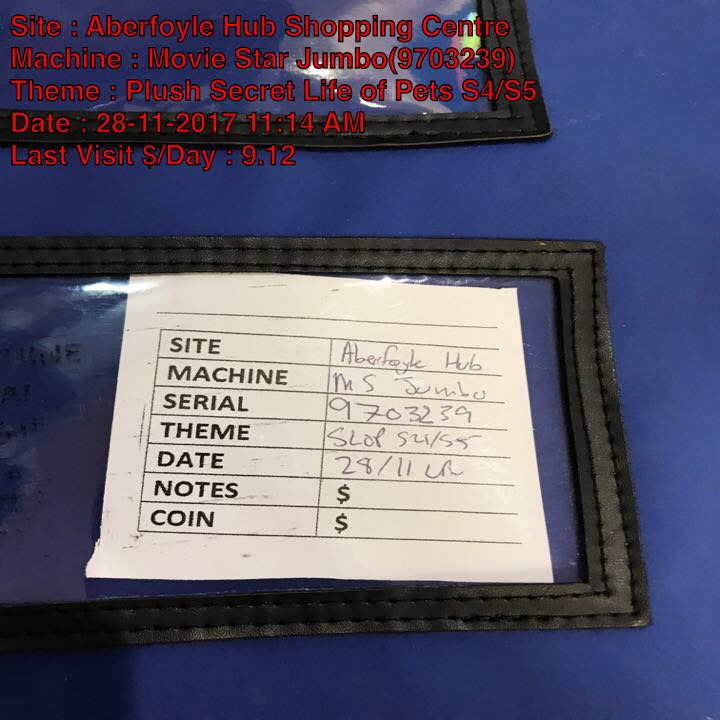 Site : Aberfoyle Hub Shopping Centre
Machine : Movie Star Jumbo(9703239)
Theme : Plush Secret Life of Pets S4/S5
Date : 28-11-2017 11:14 AM
Last Visit $/Day : 9.12
SITE Aberfoyle Hub
MACHINE MS Jumbo
SERIAL 9703239
THEME SLOP S4/S5
DATE 28/11
NOTES $
COIN $